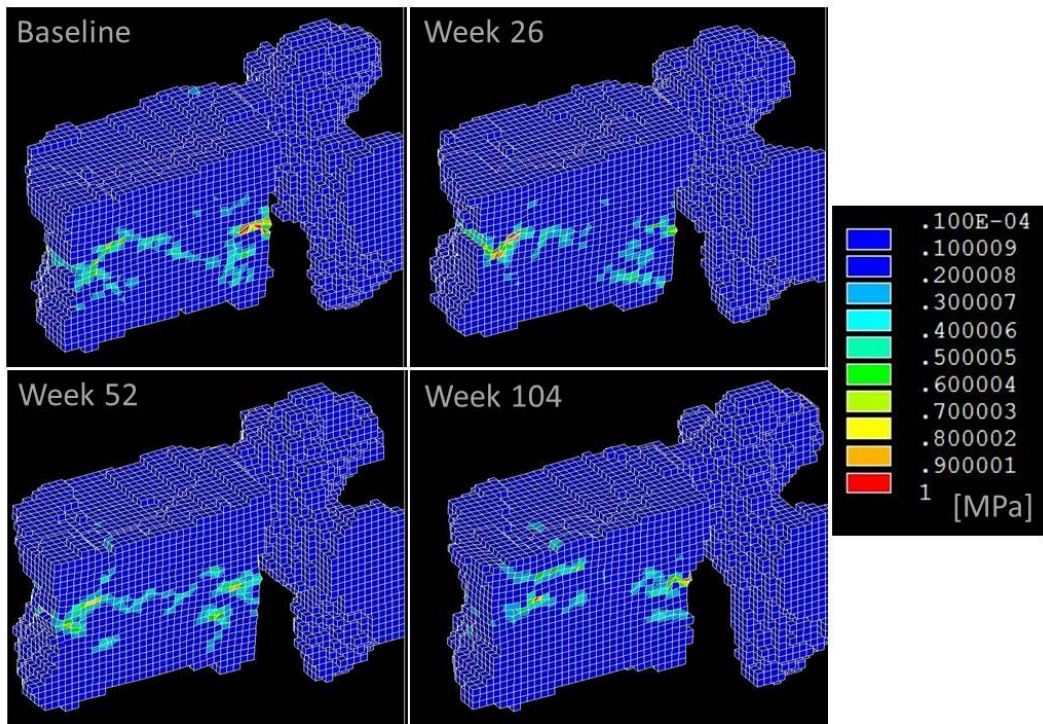 Baseline
Week 26
Week 52
Week 104
.100E-04
.100009
.200008
.300007
.400006
.500005
.600004
.700003
.800002
.900001
1
[MPa]